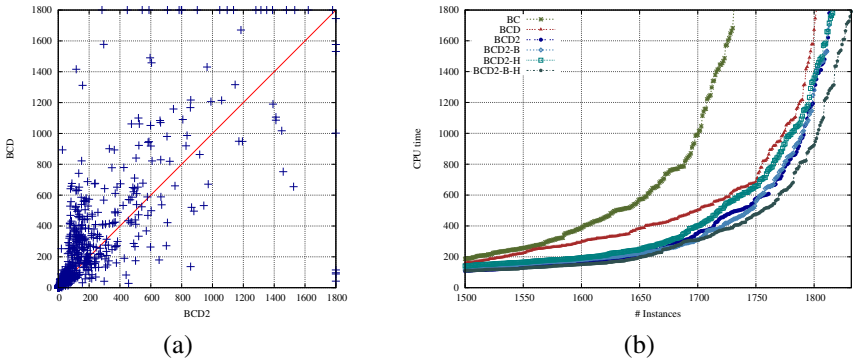 1800
1600
1400
1200
1000
800
600
400
200
0
BCD
0 200 400 600 800 1000 1200 1400 1600 1800
BCD2
(a)
1800
1600
1400
1200
1000
800
600
400
200
0
CPU time
BC
BCD
BCD2
BCD2-B
BCD2-H
BCD2-B-H
1500 1550 1600 1650 1700 1750 1800
# Instances
(b)